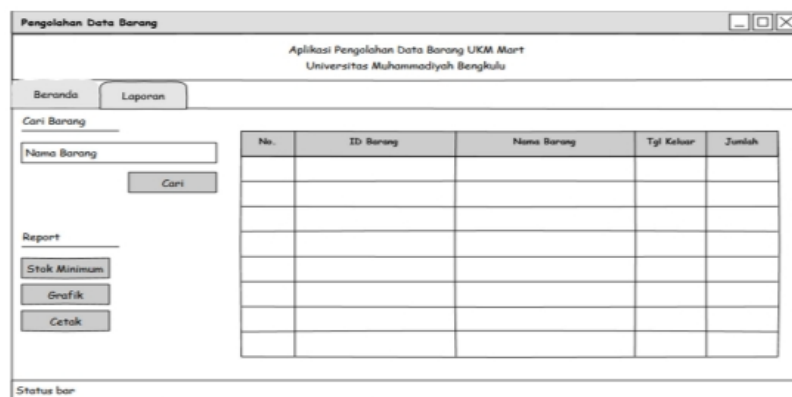 Pengolahan Data Barang
Aplikasi Pengolahan Data Barang UKM Mart
Universitas Muhammadiyah Bengkulu
Beranda
Laporan
Cari Barang
Nama Barang
Cari
Report
Stok Minimum
Grafik
Cetak
No. ID Barang Nama Barang Tgl Keluar Jumlah
Status bar